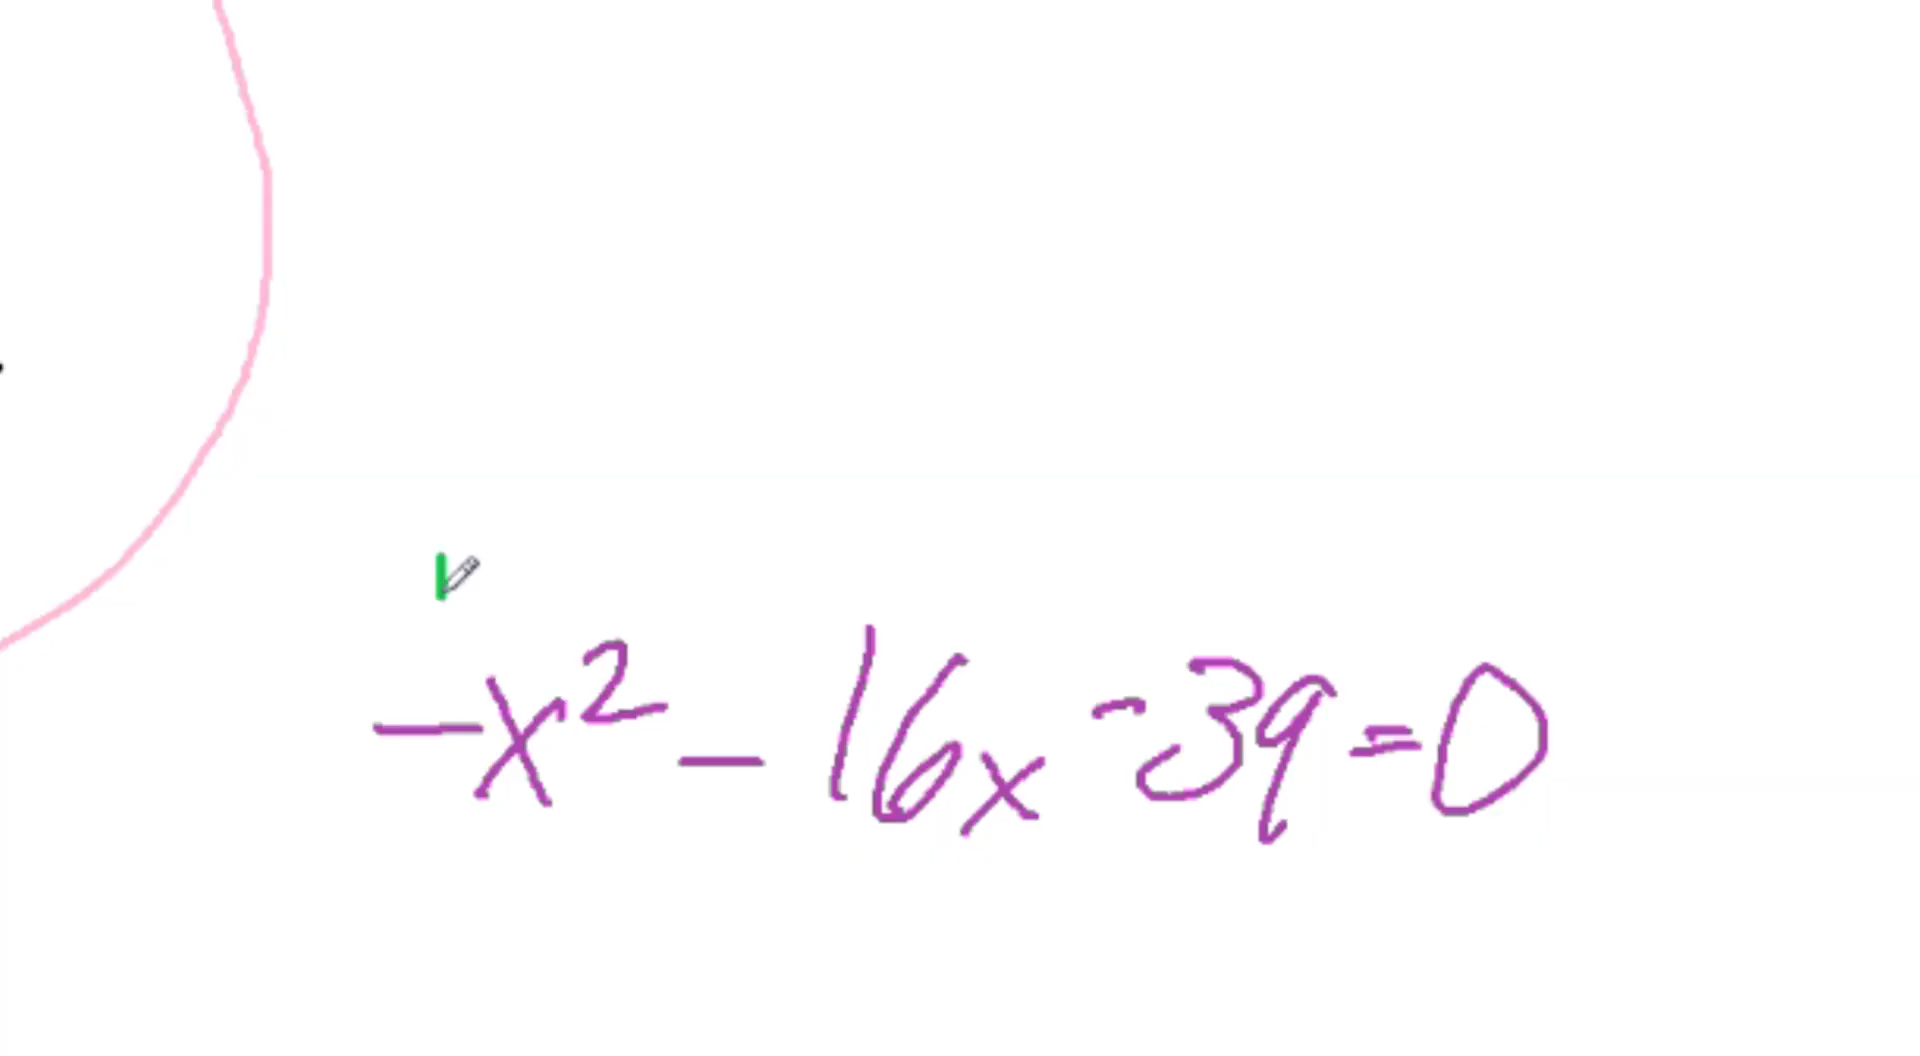 -x² - 16x - 39 = 0